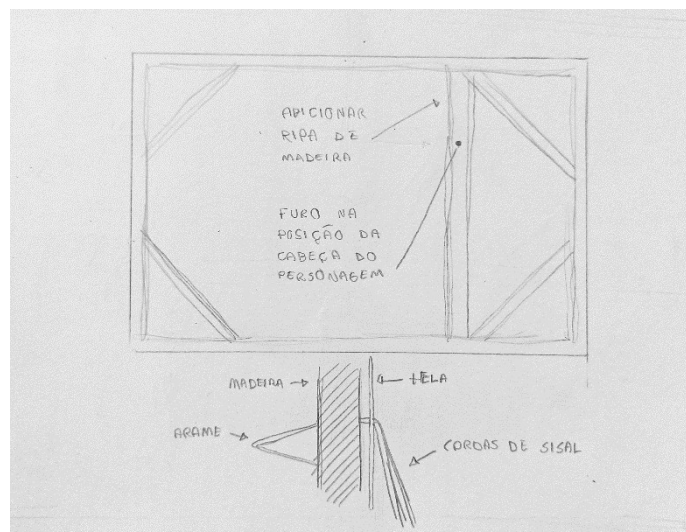 ADICIONAR
RIPA DE
MADEIRA
FURO NA
POSIÇÃO DA
CABEÇA DO
PERSONAGEM
MADEIRA
TELA
ARAME
CORDAS DE SISAL